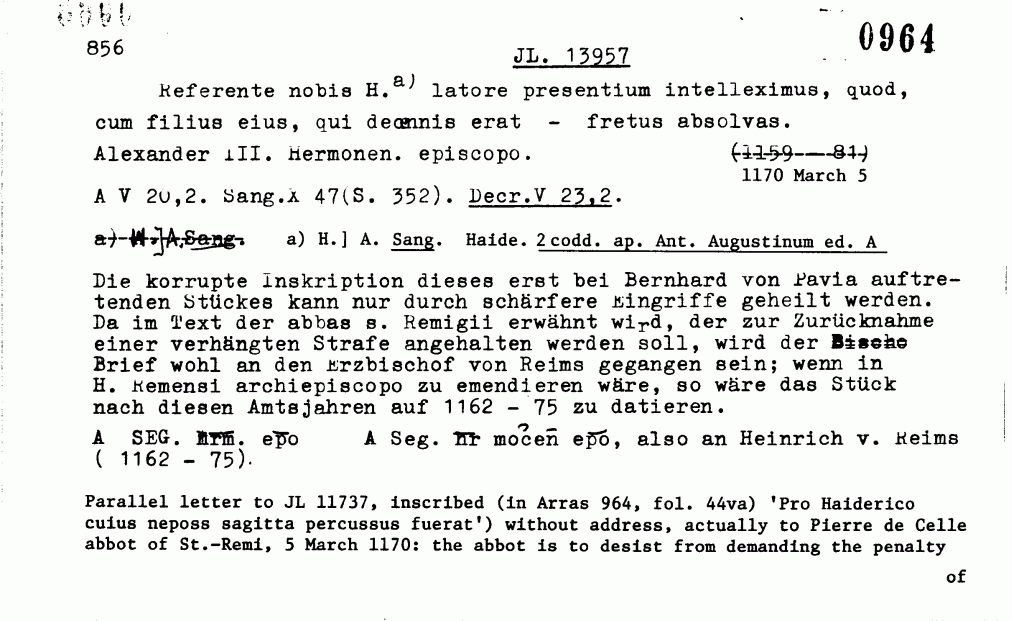 856
0964
JL. 13957
Referente nobis H.a) latore presentium intelleximus, quod,
cum filius eius, qui decennis erat - fretus absolvas.
Alexander III. Hermonen. episcopo. (1159 - 81)
1170 March 5
A V 20,2. Sang.X 47(S. 352). Decr.V 23,2.
a) H.] A. Sang. a) H.] A. Sang. Haide. 2 codd. ap. Ant. Augustinum ed. A
Die korrupte Inskription dieses erst bei Bernhard von Pavia auftre-
tenden Stückes kann nur durch schärfere Eingriffe geheilt werden.
Da im Text der abbas s. Remigii erwähnt wird, der zur Zurücknahme
einer verhängten Strafe angehalten werden soll, wird der Bischo
Brief wohl an den Erzbischof von Reims gegangen sein; wenn in
H. Remensi archiepiscopo zu emendieren wäre, so wäre das Stück
nach diesen Amtsjahren auf 1162 - 75 zu datieren.
A SEG. epo A Seg. mocen epo, also an Heinrich v. Reims
( 1162 - 75).
Parallel letter to JL 11737, inscribed (in Arras 964, fol. 44va) 'Pro Haiderico
cuius neposs sagitta percussus fuerat') without address, actually to Pierre de Celle
abbot of St.-Remi, 5 March 1170: the abbot is to desist from demanding the penalty
of